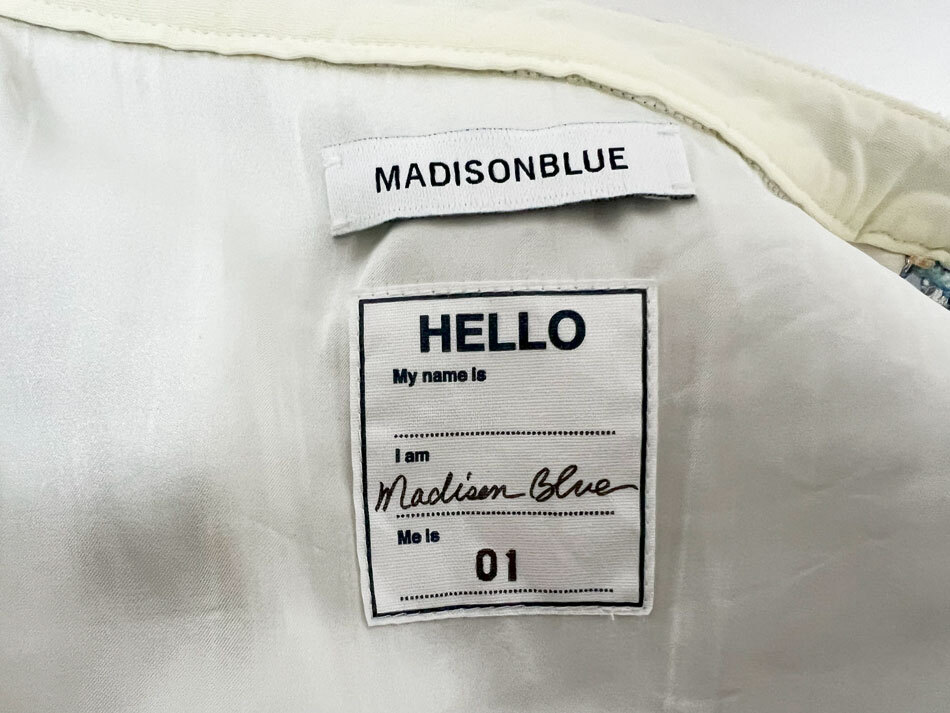 MADISONBLUE
HELLO
My name is
I am
Madison Blue
Me is
01